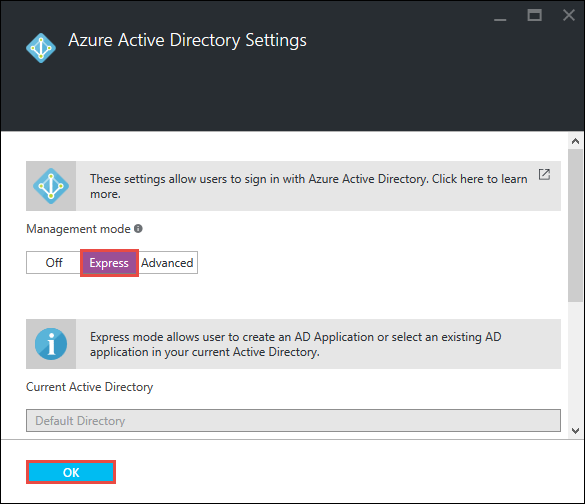 Azure Active Directory Settings
These settings allow users to sign in with Azure Active Directory. Click here to learn
more.
Management mode
Off Express Advanced
Express mode allows user to create an AD Application or select an existing AD
application in your current Active Directory.
Current Active Directory
Default Directory
OK